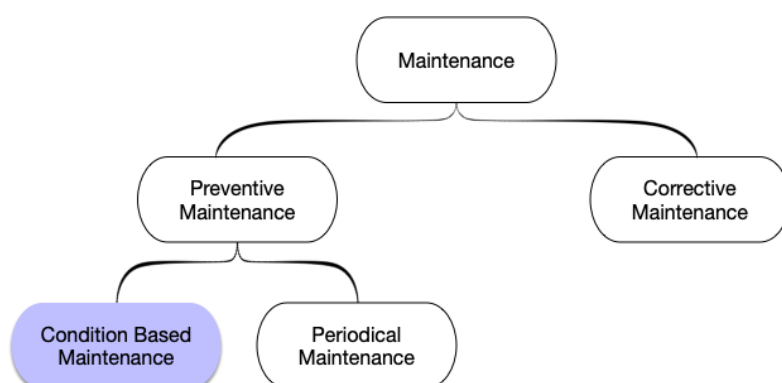 Maintenance
Preventive
Maintenance
Corrective
Maintenance
Condition Based
Maintenance
Periodical
Maintenance